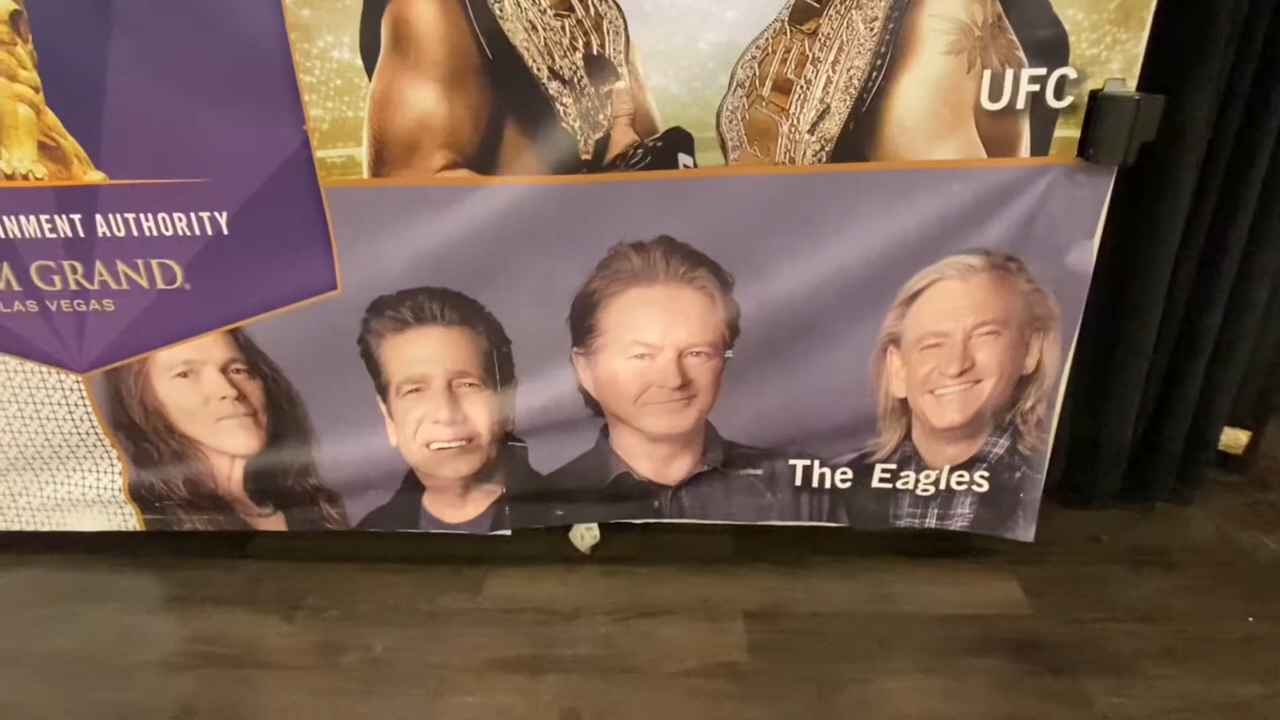 UFC
INMENT AUTHORITY
M GRAND®
LAS VEGAS
The Eagles